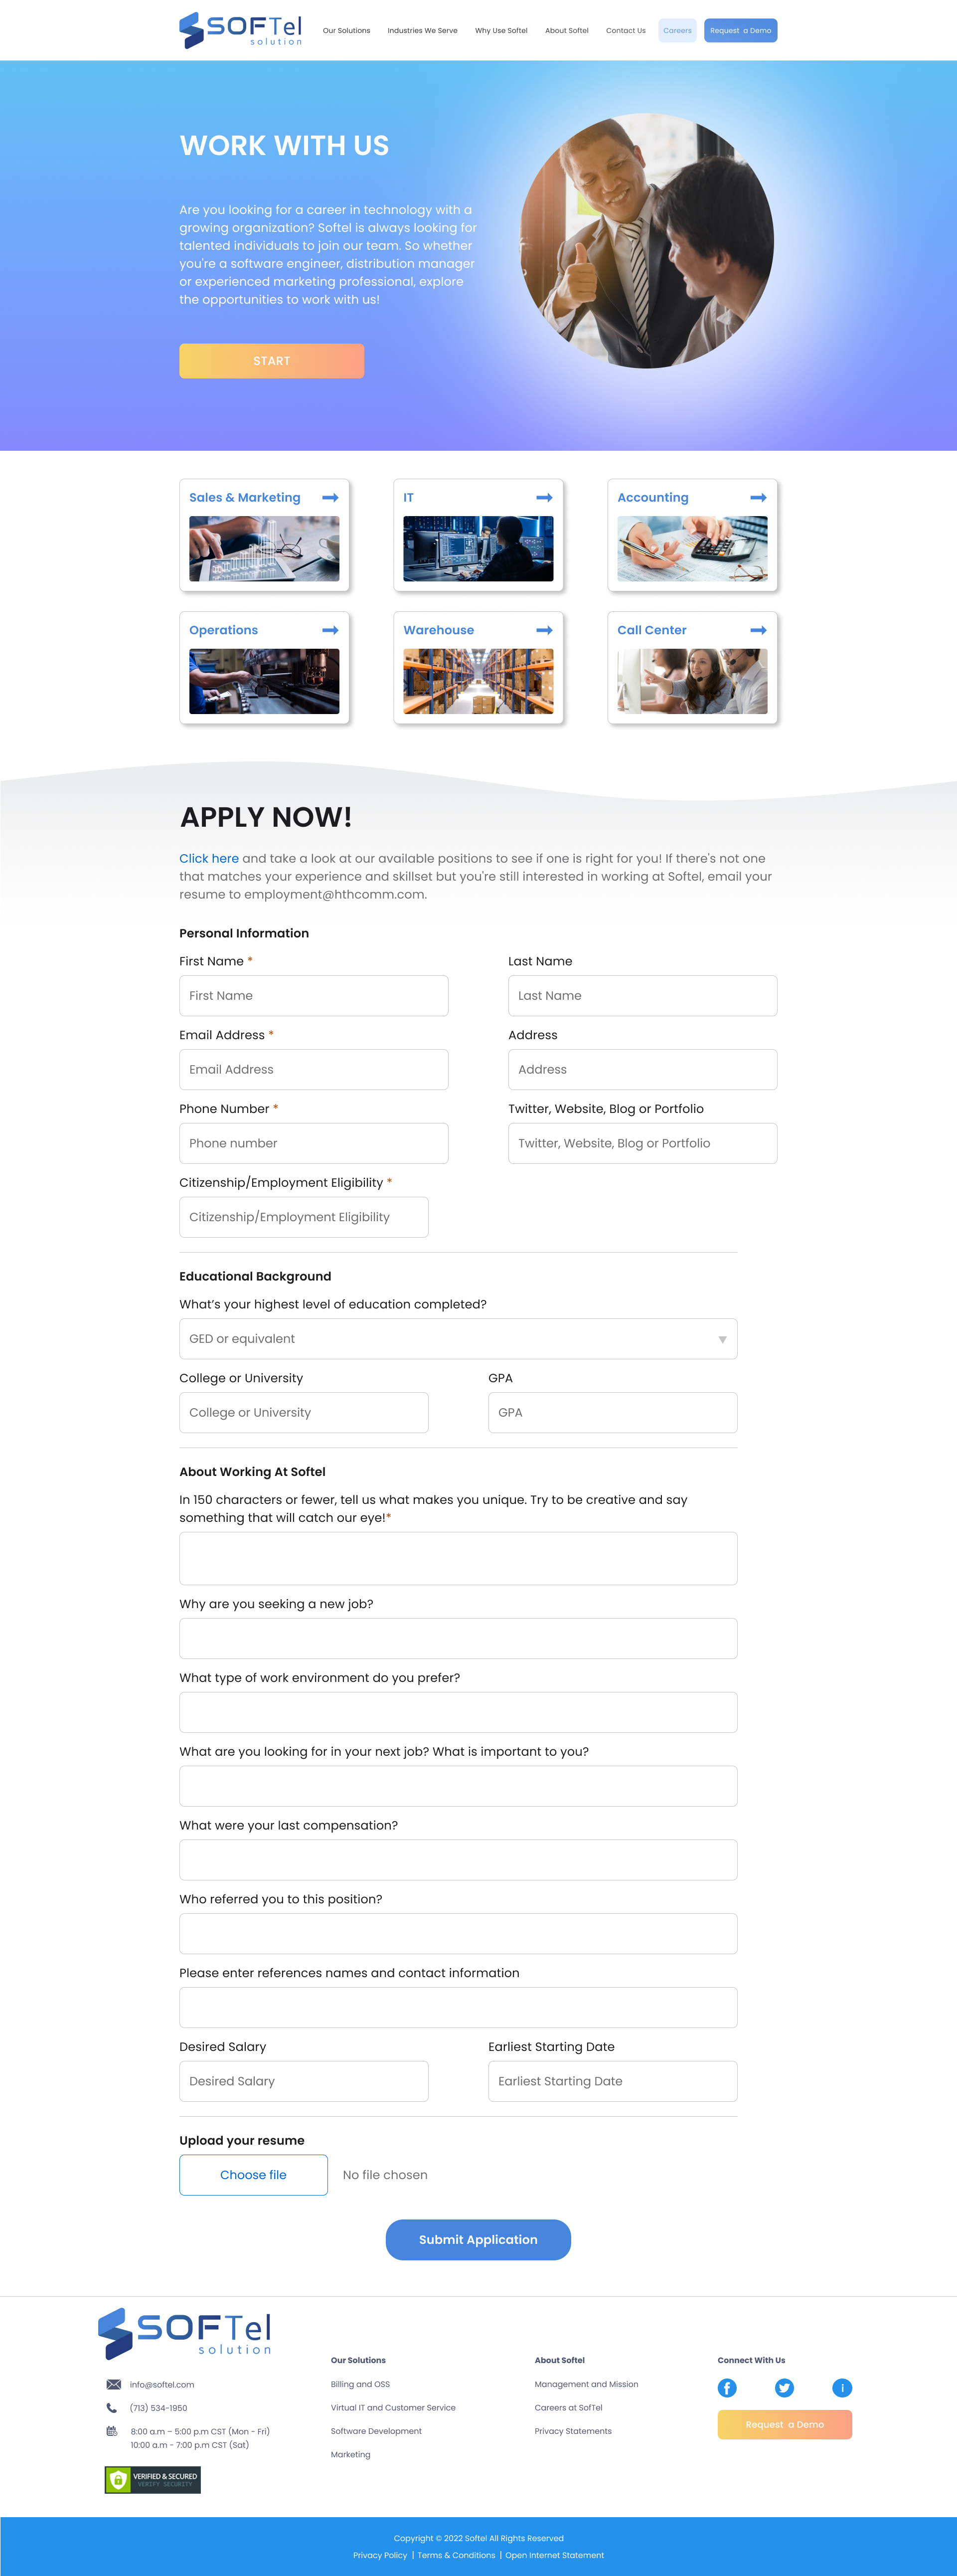 SOFTel
solution
Our Solutions
Industries We Serve
Why Use Softel
About Softel
Contact Us
Careers
Request a Demo
WORK WITH US
Are you looking for a career in technology with a
growing organization? Softel is always looking for
talented individuals to join our team. So whether
you're a software engineer, distribution manager
or experienced marketing professional, explore
the opportunities to work with us!
START
Sales & Marketing
IT
Accounting
Operations
Warehouse
Call Center
APPLY NOW!
Click here and take a look at our available positions to see if one is right for you! If there's not one
that matches your experience and skillset but you're still interested in working at Softel, email your
resume to employment@hthcomm.com.
Personal Information
First Name *
Last Name
First Name
Last Name
Email Address *
Address
Email Address
Address
Phone Number *
Twitter, Website, Blog or Portfolio
Phone number
Twitter, Website, Blog or Portfolio
Citizenship/Employment Eligibility *
Citizenship/Employment Eligibility
Educational Background
What's your highest level of education completed?
GED or equivalent
College or University
GPA
College or University
GPA
About Working At Softel
In 150 characters or fewer, tell us what makes you unique. Try to be creative and say
something that will catch our eye!*
Why are you seeking a new job?
What type of work environment do you prefer?
What are you looking for in your next job? What is important to you?
What were your last compensation?
Who referred you to this position?
Please enter references names and contact information
Desired Salary
Earliest Starting Date
Desired Salary
Earliest Starting Date
Upload your resume
Choose file
No file chosen
Submit Application
SOFTel
solution
info@softel.com
(713) 534-1950
8:00 a.m – 5:00 p.m CST (Mon - Fri)
10:00 a.m - 7:00 p.m CST (Sat)
VERIFIED & SECURED
VERIFY SECURITY
Our Solutions
Billing and OSS
Virtual IT and Customer Service
Software Development
Marketing
About Softel
Management and Mission
Careers at SofTel
Privacy Statements
Connect With Us
Request a Demo
Copyright © 2022 Softel All Rights Reserved
Privacy Policy | Terms & Conditions | Open Internet Statement